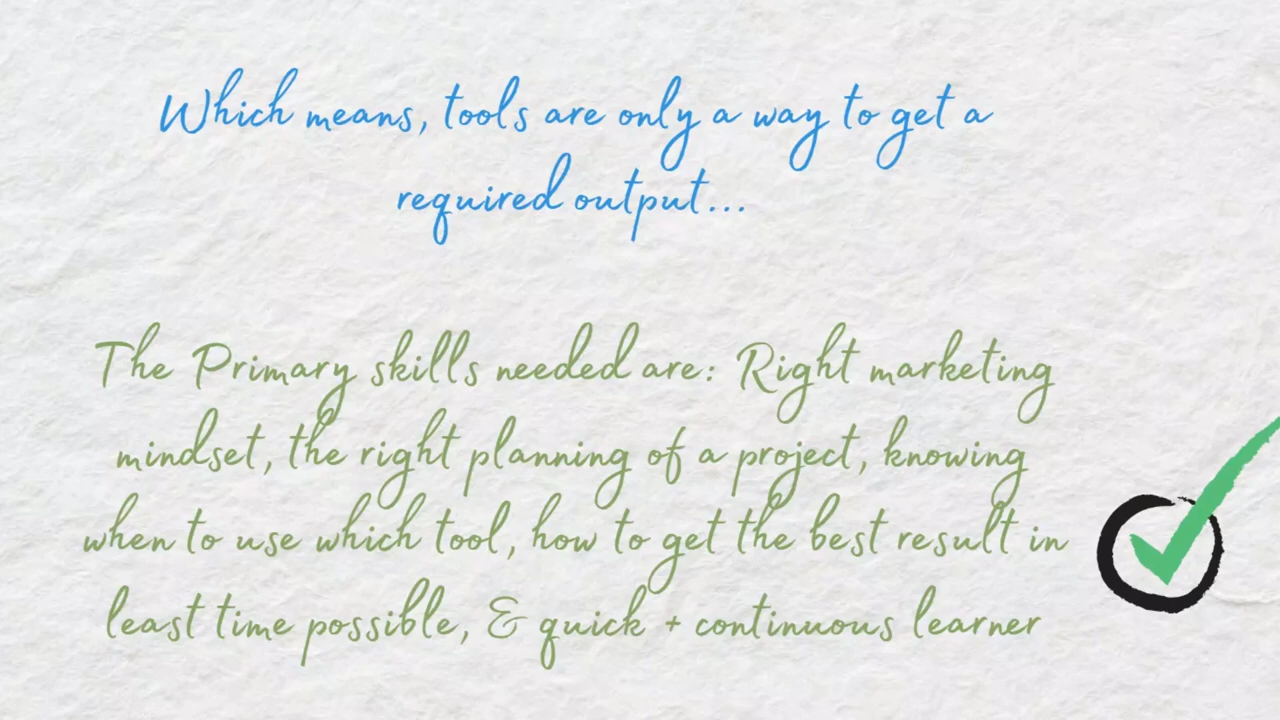 Which means, tools are only a way to get a
required output...
The Primary skills needed are: Right marketing
mindset, the right planning of a project, knowing
when to use which tool, how to get the best result in
least time possible, & quick + continuous learner